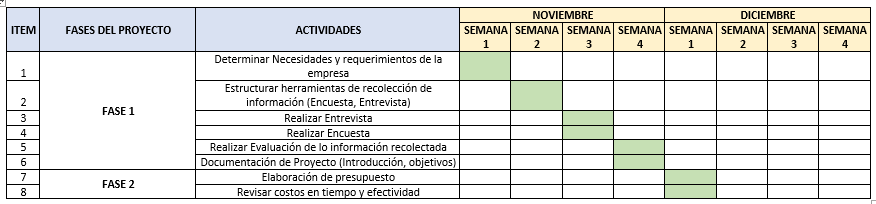 ITEM FASES DEL PROYECTO ACTIVIDADES NOVIEMBRE DICIEMBRE
SEMANA SEMANA SEMANA SEMANA SEMANA SEMANA SEMANA SEMANA
1 2 3 4 1 2 3 4
1 FASE 1 Determinar Necesidades y requerimientos de la
empresa
2 Estructurar herramientas de recolección de
información (Encuesta, Entrevista)
3 Realizar Entrevista
4 Realizar Encuesta
5 Realizar Evaluación de lo información recolectada
6 Documentación de Proyecto (Introducción, objetivos)
7 FASE 2 Elaboración de presupuesto
8 Revisar costos en tiempo y efectividad